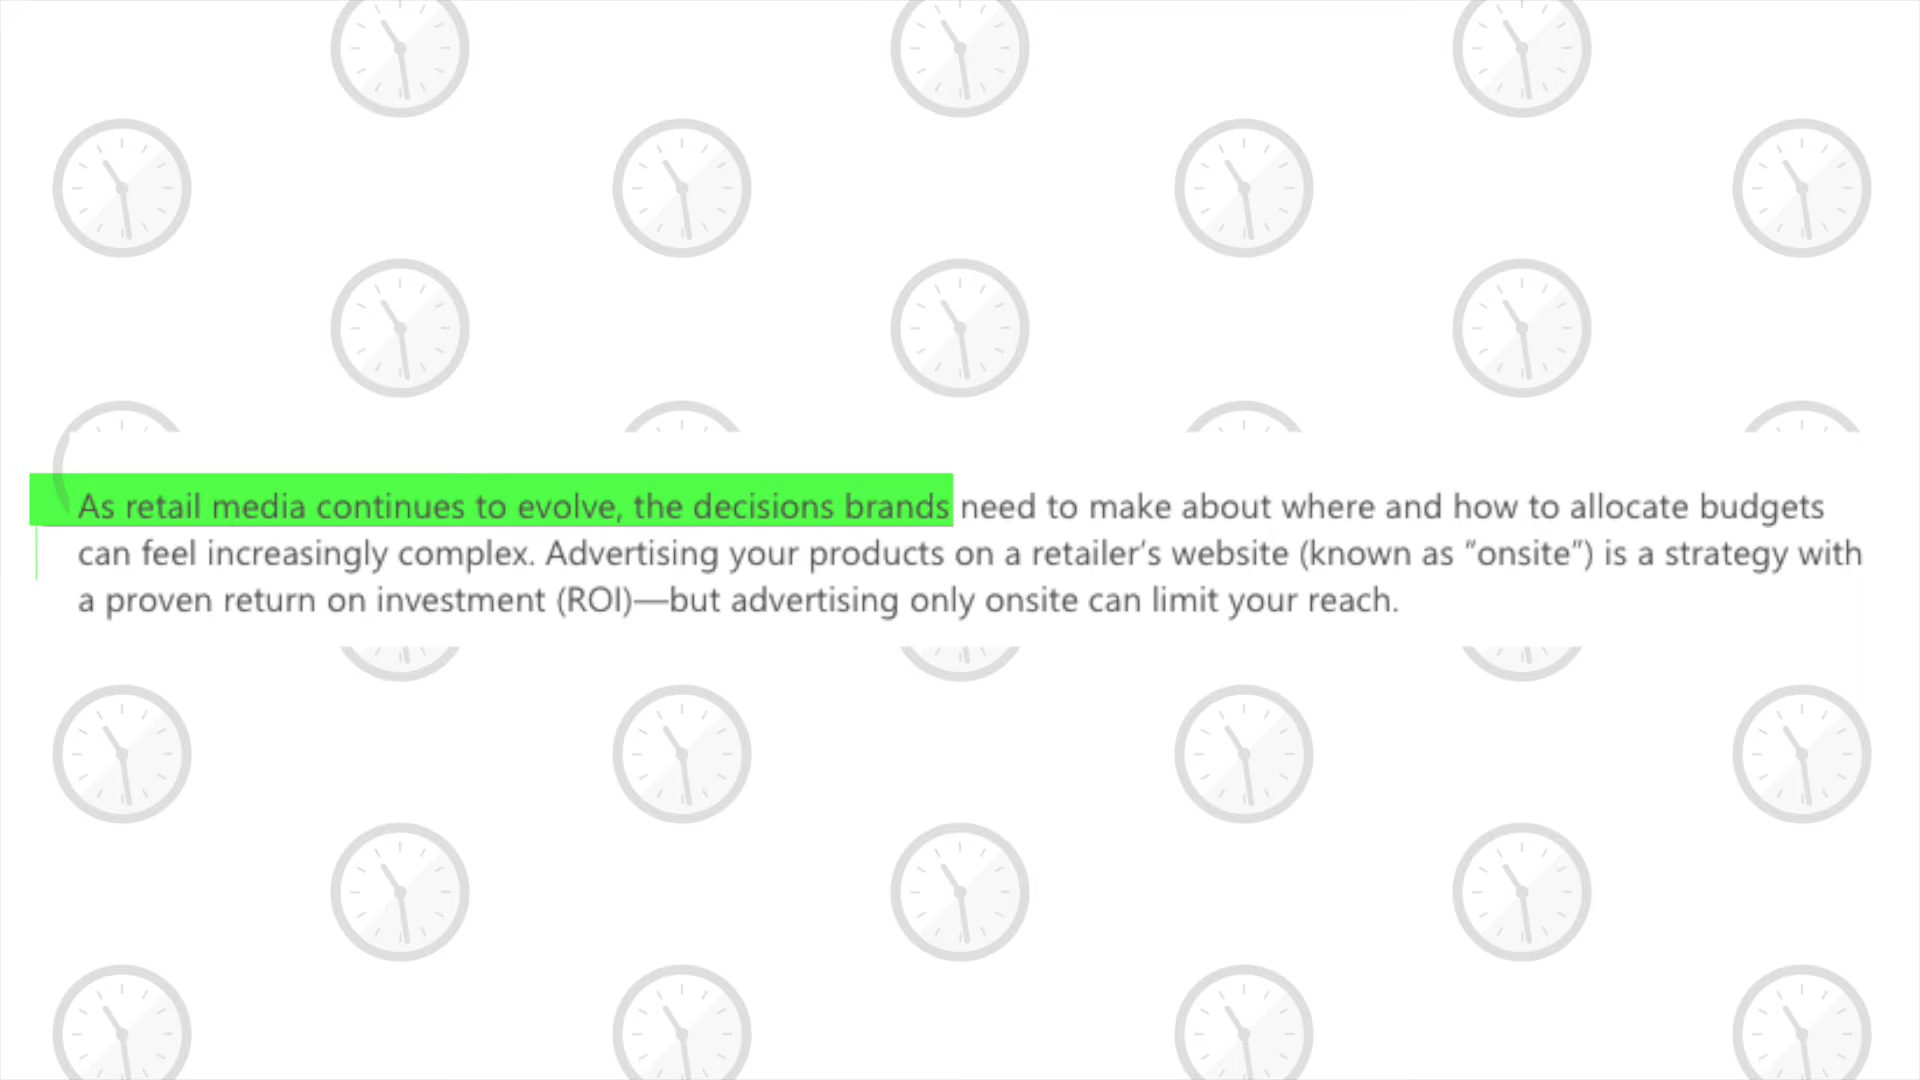 As retail media continues to evolve, the decisions brands need to make about where and how to allocate budgets
can feel increasingly complex. Advertising your products on a retailer’s website (known as “onsite”) is a strategy with
a proven return on investment (ROI)—but advertising only onsite can limit your reach.